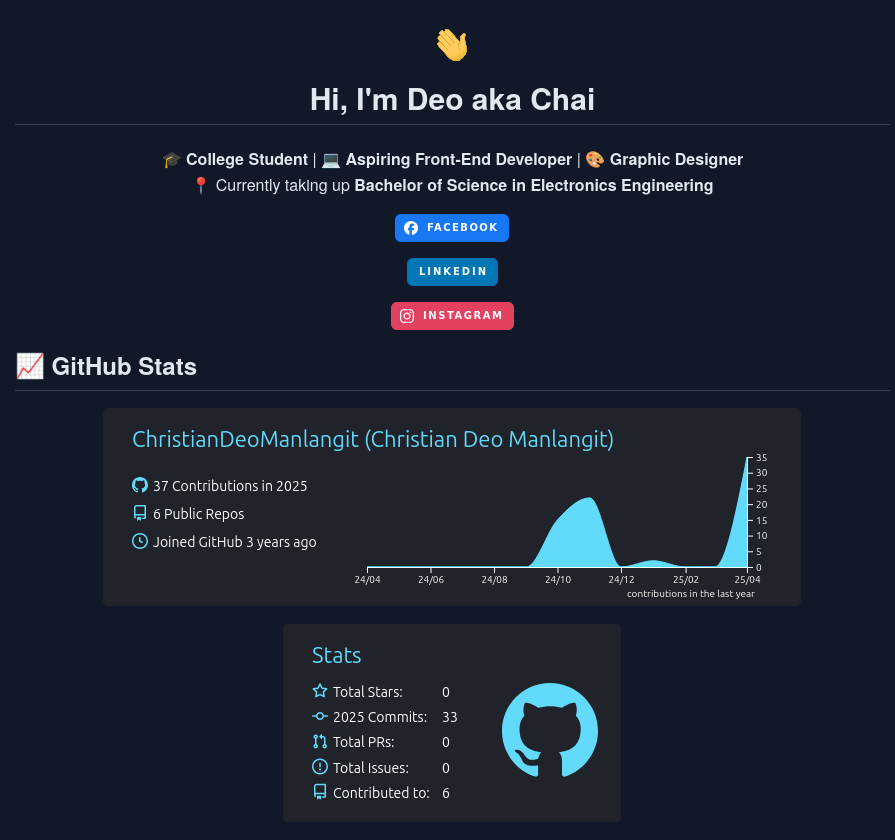 👋
Hi, I'm Deo aka Chai
🎓 College Student | 💻 Aspiring Front-End Developer | 🎨 Graphic Designer
📍 Currently taking up Bachelor of Science in Electronics Engineering
FACEBOOK
LINKEDIN
INSTAGRAM
📈 GitHub Stats
ChristianDeoManlangit (Christian Deo Manlangit)
37 Contributions in 2025
6 Public Repos
Joined GitHub 3 years ago
35
30
25
20
15
10
5
0
24/04 24/06 24/08 24/10 24/12 25/02 25/04
contributions in the last year
Stats
Total Stars: 0
2025 Commits: 33
Total PRs: 0
Total Issues: 0
Contributed to: 6